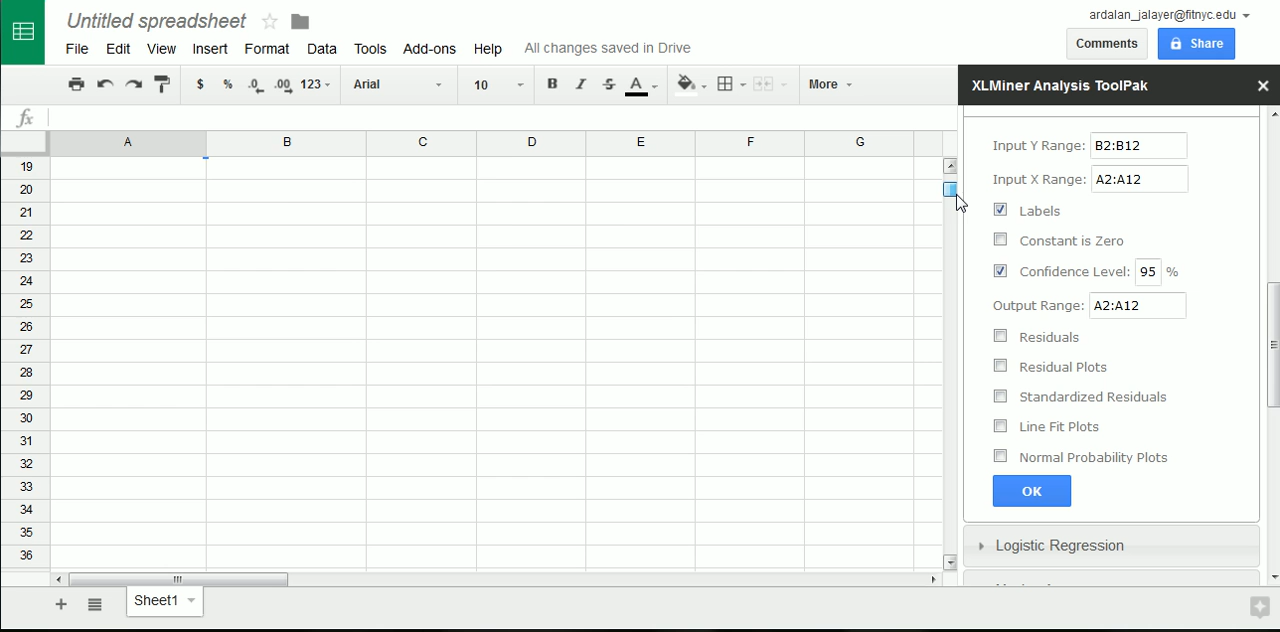 Untitled spreadsheet
ardalan_jalayer@fitnyc.edu
File Edit View Insert Format Data Tools Add-ons Help All changes saved in Drive
Comments Share
$ % .0 .00 123 Arial 10 B I S A More
XLMiner Analysis ToolPak
fx
A B C D E F G
19
20
21
22
23
24
25
26
27
28
29
30
31
32
33
34
35
36
Input Y Range: B2:B12
Input X Range: A2:A12
Labels
Constant is Zero
Confidence Level: 95 %
Output Range: A2:A12
Residuals
Residual Plots
Standardized Residuals
Line Fit Plots
Normal Probability Plots
OK
Logistic Regression
Sheet1